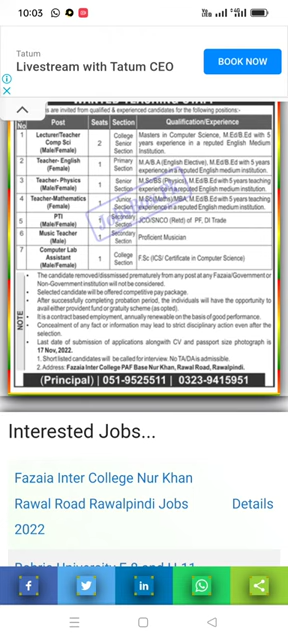 10:03
Tatum
Livestream with Tatum CEO
BOOK NOW
WANTED TEACHING STAFF
are invited from qualified & experienced candidates for the following positions:-
No Post Seats Section Qualification/Experience
1 Lecturer/Teacher Comp Sci (Male/Female) 2 College Senior Section Masters in Computer Science, M.Ed/B.Ed with 5 years experience in a reputed English Medium Institution.
2 Teacher- English (Female) 1 Primary Section M.A/B.A (English Elective), M.Ed/B.Ed with 5 years experience in a reputed English medium institution.
3 Teacher- Physics (Male/Female) 1 Senior Section M.Sc/BS (Physics), M.Ed/B.Ed with 5 years teaching experience in a reputed English medium institution.
4 Teacher-Mathematics (Female) 1 Junior Section M.Sc(Maths)/MBA, M.Ed/B.Ed with 5 years teaching experience in a reputed English medium institution.
5 PTI (Male) 1 Secondary Section JCO/SNCO (Retd) of PF, DI Trade
6 Music Teacher (Male) 1 Secondary Section Proficient Musician
7 Computer Lab Assistant (Male/Female) 1 College Section F.Sc (ICS)/ Certificate in Computer Science)
NOTE
• The candidate removed/dismissed prematurely from any post at any Fazaia/Government or
Non-Government institution will not be considered.
• Selected candidate will be offered competitive pay package.
• After successfully completing probation period, the individuals will have the opportunity to
avail either provident fund or gratuity scheme (as opted).
• It is a contract based employment, annually renewable on the basis of good performance.
• Concealment of any fact or information may lead to strict disciplinary action even after the
selection.
• Last date of submission of applications alongwith CV and passport size photograph is
17 Nov, 2022.
1. Short listed candidates will be called for interview. No TA/DA is admissible.
2. Address: Fazaia Inter College PAF Base Nur Khan, Rawal Road, Rawalpindi.
(Principal) 051-9525511 | 0323-9415951
Interested Jobs...
Fazaia Inter College Nur Khan
Rawal Road Rawalpindi Jobs Details
2022
Bahria University E-8 and H-11